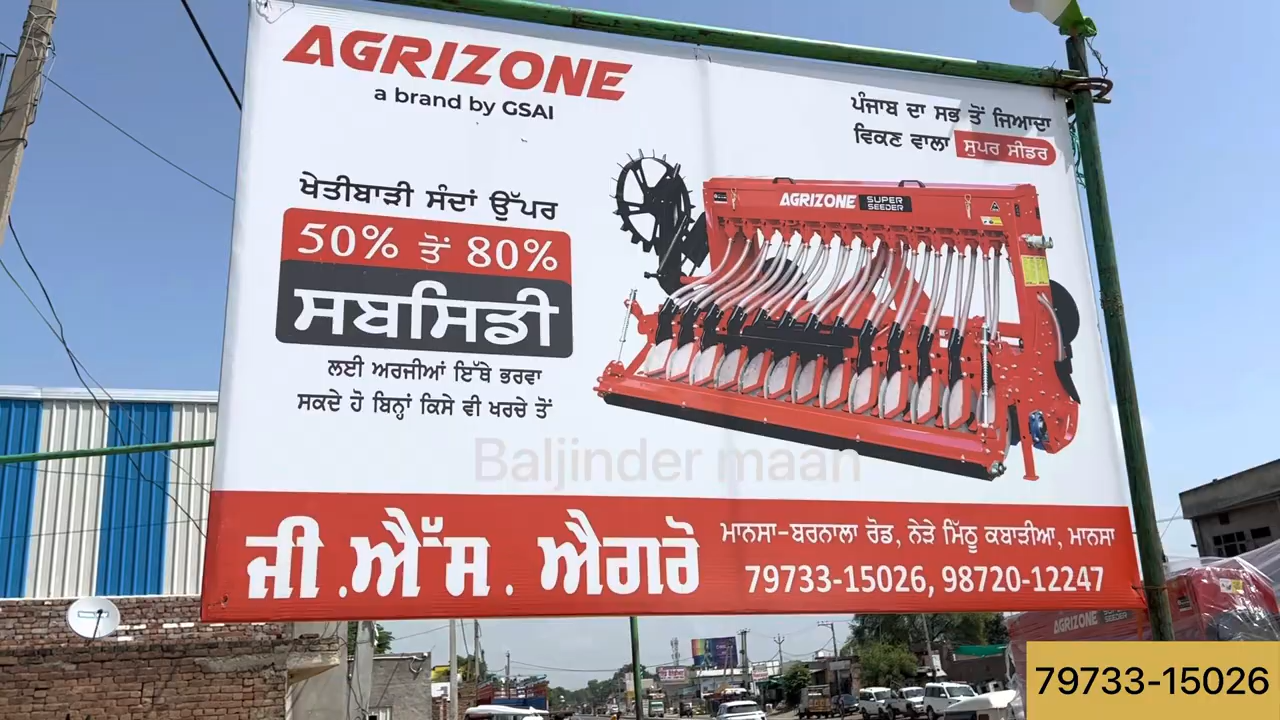 AGRIZONE
a brand by GSAI
ਪੰਜਾਬ ਦਾ ਸਭ ਤੋਂ ਜਿਆਦਾ
ਵਿਕਣ ਵਾਲਾ ਸੁਪਰ ਸੀਡਰ
ਖੇਤੀਬਾੜੀ ਸੰਦਾਂ ਉੱਪਰ
50% ਤੋਂ 80%
ਸਬਸਿਡੀ
ਲਈ ਅਰਜੀਆਂ ਇੱਥੇ ਭਰਵਾ
ਸਕਦੇ ਹੋ ਬਿਨ੍ਹਾਂ ਕਿਸੇ ਵੀ ਖਰਚੇ ਤੋਂ
AGRIZONE SUPER SEEDER
Baljinder maan
ਜੀ.ਐੱਸ. ਐਗਰੋ
ਮਾਨਸਾ-ਬਰਨਾਲਾ ਰੋਡ, ਨੇੜੇ ਮਿੱਠੂ ਕਬਾੜੀਆ, ਮਾਨਸਾ
79733-15026, 98720-12247
AGRIZONE
79733-15026